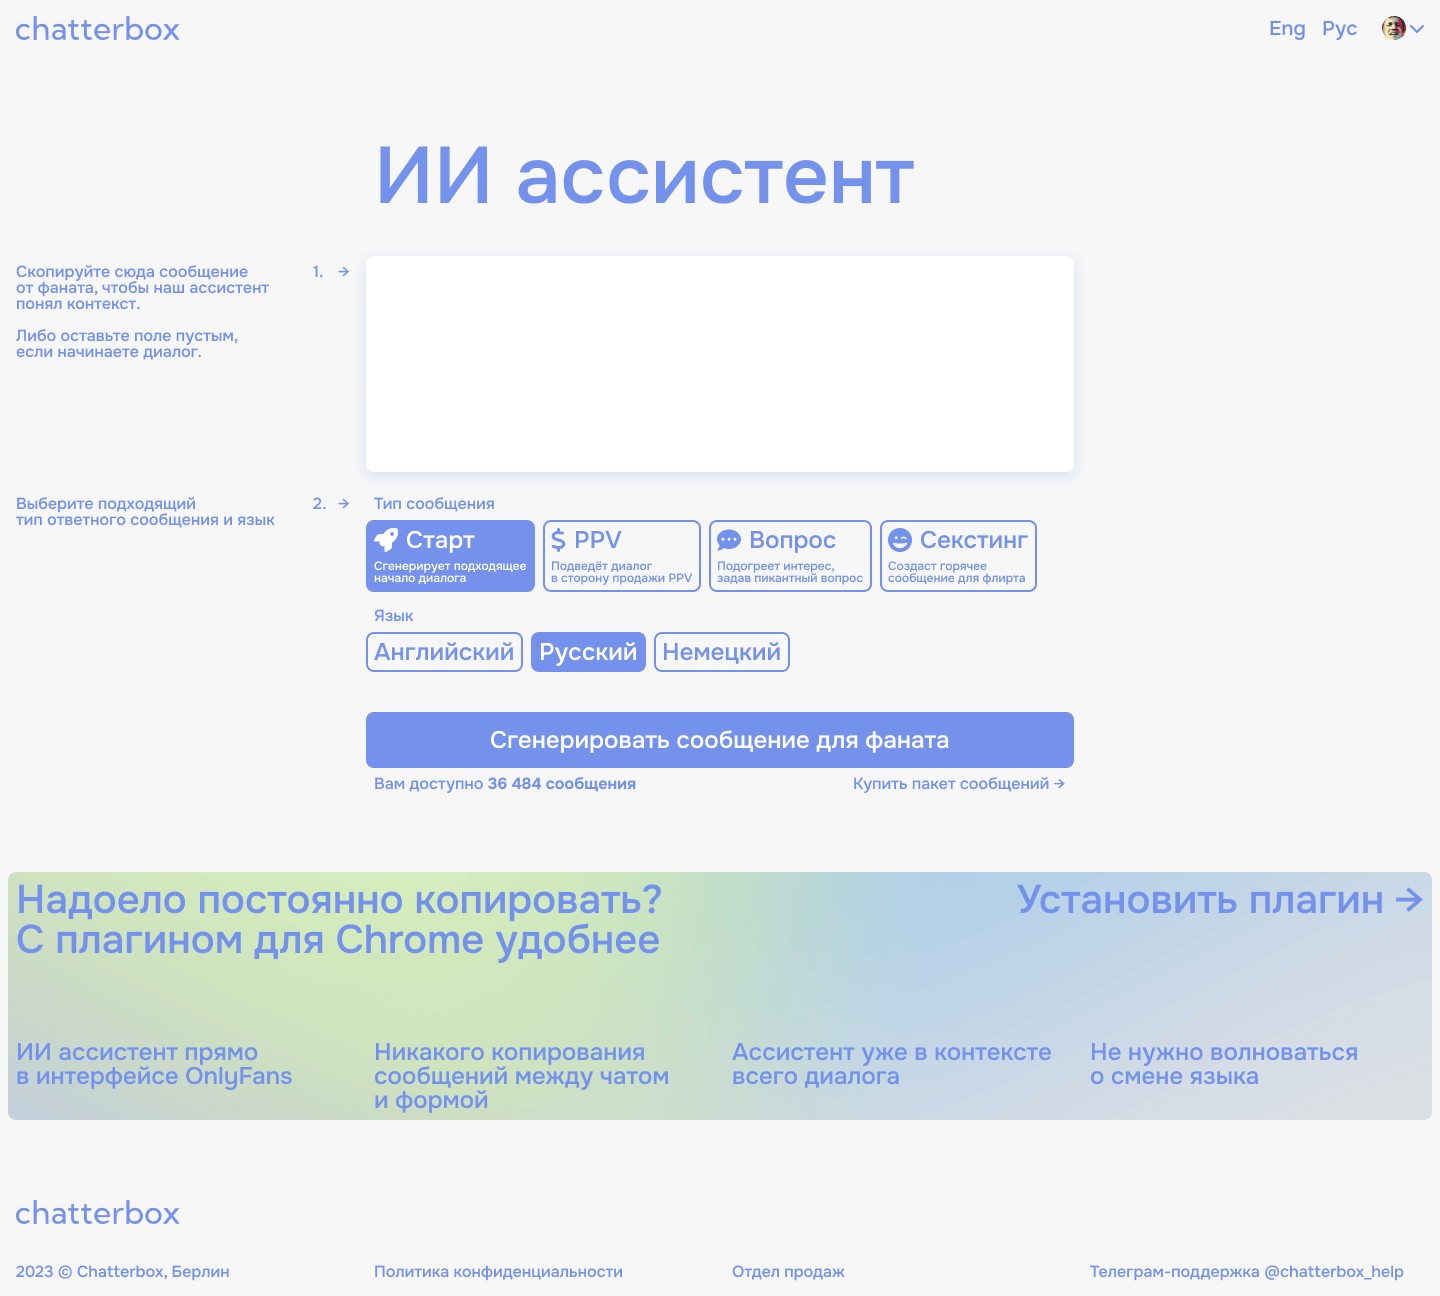 chatterbox
Eng Рус
ИИ ассистент
Скопируйте сюда сообщение
от фаната, чтобы наш ассистент
понял контекст.
Либо оставьте поле пустым,
если начинаете диалог.
1. →
Выберите подходящий
тип ответного сообщения и язык
2. →
Тип сообщения
Старт
Сгенерирует подходящее
начало диалога
$ PPV
Подведёт диалог
в сторону продажи PPV
Вопрос
Подогреет интерес,
задав пикантный вопрос
Секстинг
Создаст горячее
сообщение для флирта
Язык
Английский
Русский
Немецкий
Сгенерировать сообщение для фаната
Вам доступно 36 484 сообщения
Купить пакет сообщений →
Надоело постоянно копировать?
С плагином для Chrome удобнее
Установить плагин →
ИИ ассистент прямо
в интерфейсе OnlyFans
Никакого копирования
сообщений между чатом
и формой
Ассистент уже в контексте
всего диалога
Не нужно волноваться
о смене языка
chatterbox
2023 © Chatterbox, Берлин
Политика конфиденциальности
Отдел продаж
Телеграм-поддержка @chatterbox_help